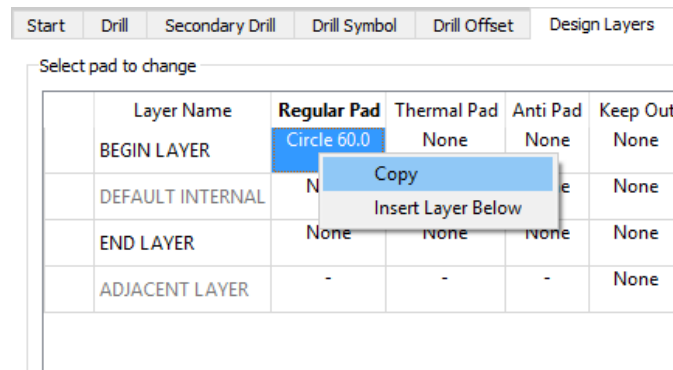 Start Drill Secondary Drill Drill Symbol Drill Offset Design Layers
Select pad to change
Layer Name Regular Pad Thermal Pad Anti Pad Keep Out
BEGIN LAYER Circle 60.0 None None None
Copy
DEFAULT INTERNAL None
Insert Layer Below
END LAYER None None None None
ADJACENT LAYER - - - None